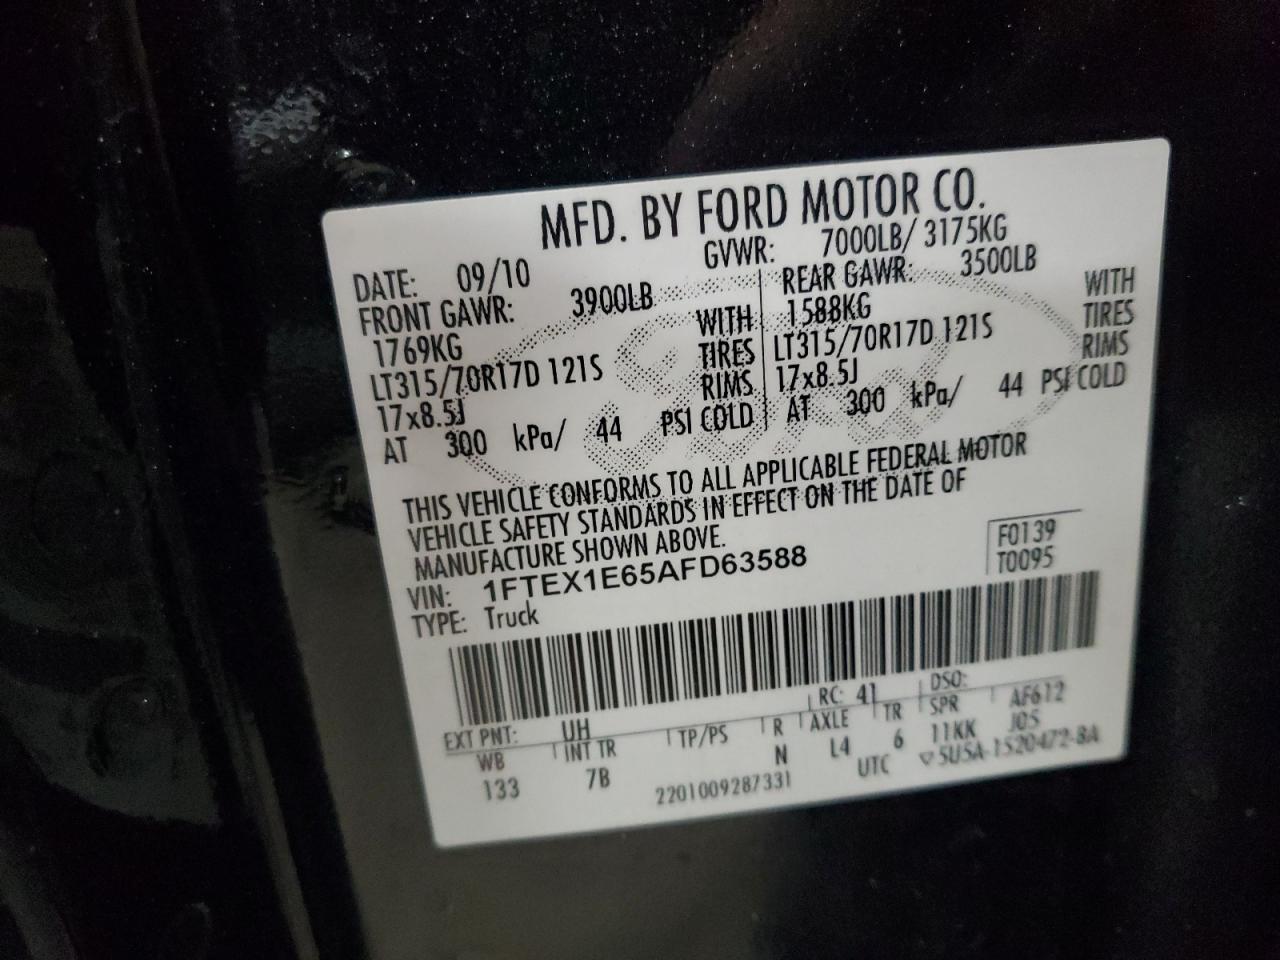 MFD. BY FORD MOTOR CO.
DATE: 09/10 GVWR: 7000LB/ 3175KG
FRONT GAWR: 3900LB REAR GAWR: 3500LB
1769KG WITH 1588KG WITH
LT315/70R17D 121S TIRES LT315/70R17D 121S TIRES
17x8.5J RIMS 17x8.5J RIMS
AT 300 kPa/ 44 PSI COLD AT 300 kPa/ 44 PSI COLD
THIS VEHICLE CONFORMS TO ALL APPLICABLE FEDERAL MOTOR
VEHICLE SAFETY STANDARDS IN EFFECT ON THE DATE OF
MANUFACTURE SHOWN ABOVE.
VIN: 1FTEX1E65AFD63588 F0139
TYPE: Truck T0095
EXT PNT: UH RC: 41 DSO: AF612
WB INT TR TP/PS R AXLE TR SPR J05
133 7B N L4 6 11KK
2201009287331 UTC ▽5U5A-1520472-BA